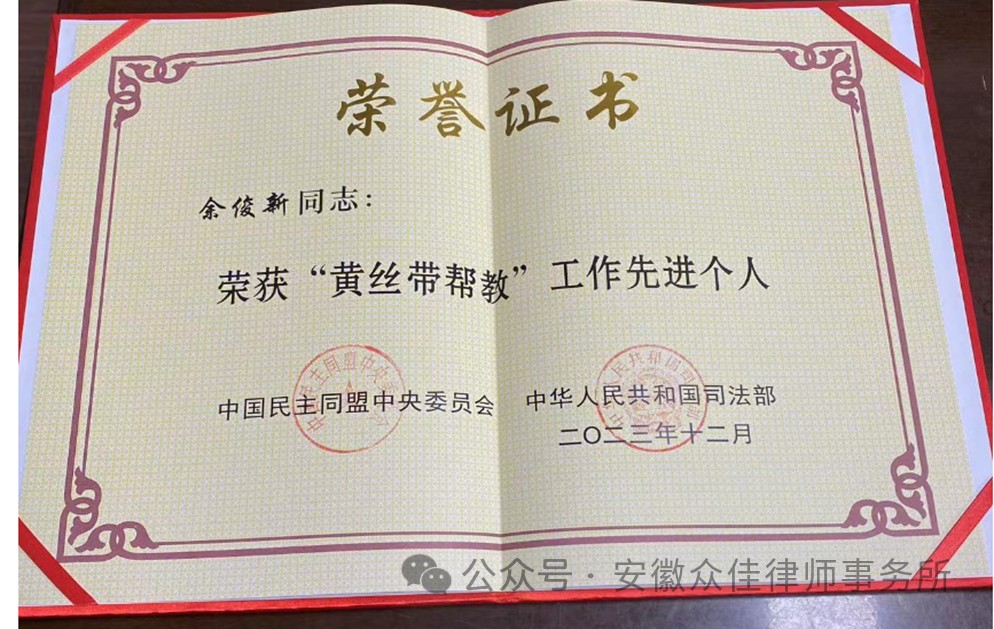 荣誉证书
余俊新同志：
荣获“黄丝带帮教”工作先进个人
中国民主同盟中央委员会 中华人民共和国司法部
二〇二三年十二月
公众号·安徽众佳律师事务所